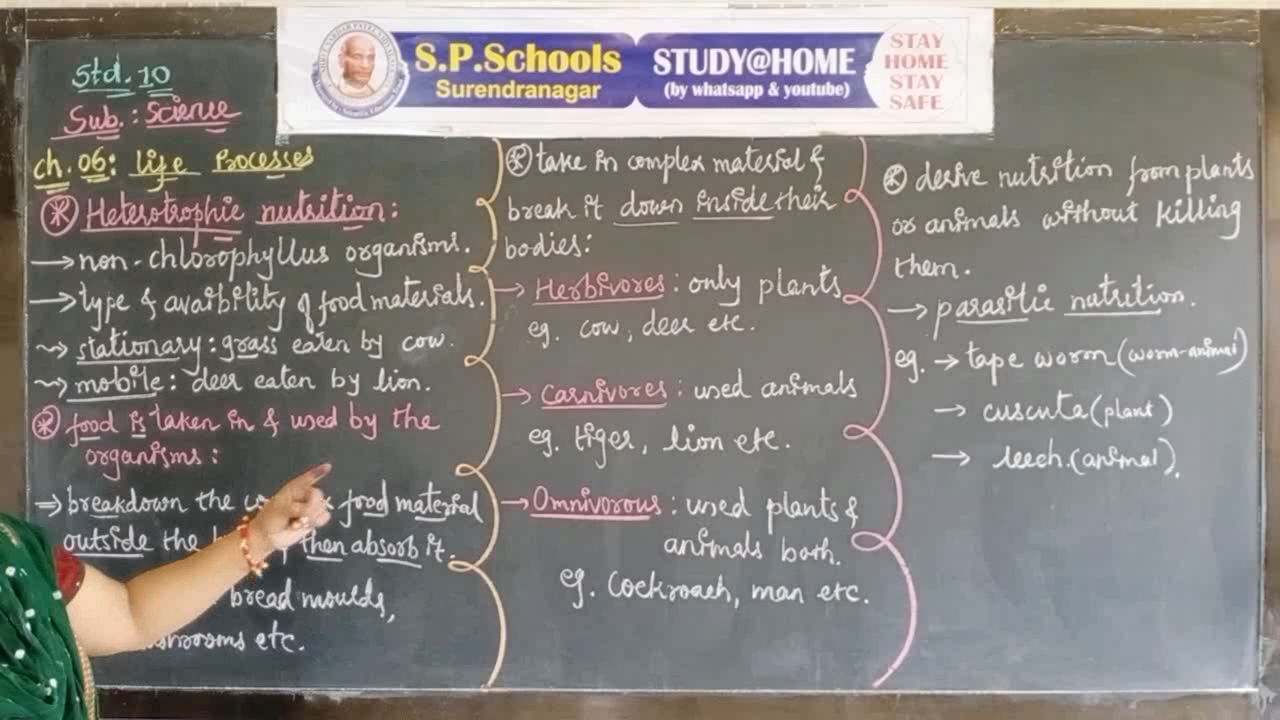 S.P.Schools
Surendranagar
STUDY@HOME
(by whatsapp & youtube)
STAY
HOME
STAY
SAFE
Std. 10
Sub. : Science
Ch. 06: Life Processes
* Heterotrophic nutrition:
→ non-chlorophyllus organisms.
→ type & avaibility of food materials.
⇝ stationary: grass eaten by cow.
⇝ mobile: deer eaten by lion.
* food is taken in & used by the
organisms:
⇒ breakdown the food material
outside the then absorb it.
bread moulds,
etc.
* take in complex material &
break it down inside their
bodies:
→ Herbivores: only plants
eg. cow, deer etc.
→ Carnivores: used animals
eg. tiger, lion etc.
→ Omnivorous: used plants &
animals both.
eg. Cockroach, man etc.
* derive nutrition from plants
or animals without killing
them.
→ parasitic nutrition.
eg. → tape worm (worm-animal)
→ cuscuta (plant)
→ leech. (animal).